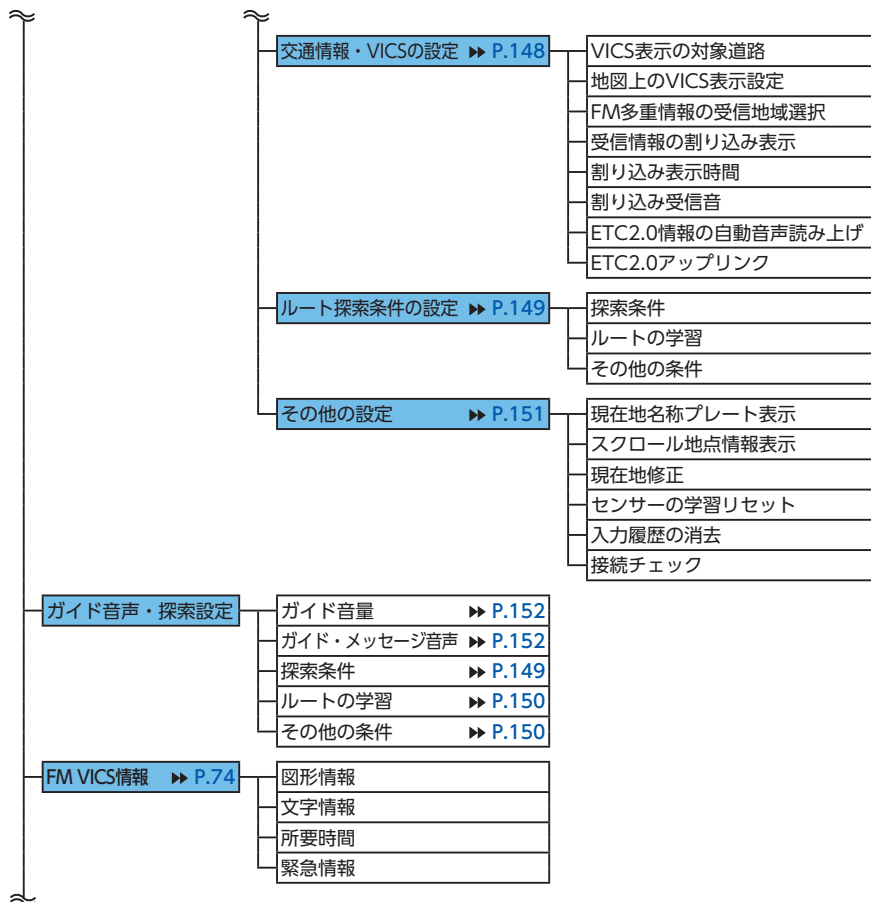 交通情報・VICSの設定 ▶▶ P.148
VICS表示の対象道路
地図上のVICS表示設定
FM多重情報の受信地域選択
受信情報の割り込み表示
割り込み表示時間
割り込み受信音
ETC2.0情報の自動音声読み上げ
ETC2.0アップリンク
ルート探索条件の設定 ▶▶ P.149
探索条件
ルートの学習
その他の条件
その他の設定 ▶▶ P.151
現在地名称プレート表示
スクロール地点情報表示
現在地修正
センサーの学習リセット
入力履歴の消去
接続チェック
ガイド音声・探索設定
ガイド音量 ▶▶ P.152
ガイド・メッセージ音声 ▶▶ P.152
探索条件 ▶▶ P.149
ルートの学習 ▶▶ P.150
その他の条件 ▶▶ P.150
FM VICS情報 ▶▶ P.74
図形情報
文字情報
所要時間
緊急情報